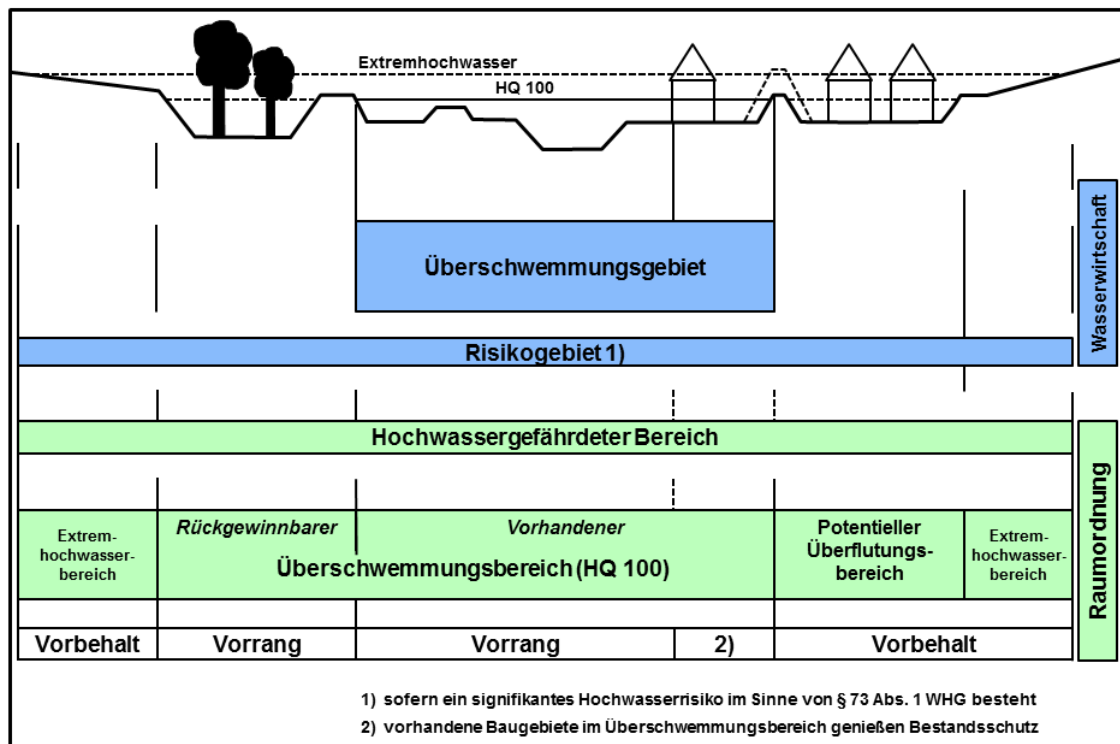 Extremhochwasser
HQ 100
Überschwemmungsgebiet
Wasserwirtschaft
Risikogebiet 1)
Hochwassergefährdeter Bereich
Raumordnung
Extrem-
hochwasser-
bereich
Rückgewinnbarer
Vorhandener
Überschwemmungsbereich (HQ 100)
Potentieller
Überflutungs-
bereich
Extrem-
hochwasser-
bereich
Vorbehalt
Vorrang
Vorrang
2)
Vorbehalt
1) sofern ein signifikantes Hochwasserrisiko im Sinne von § 73 Abs. 1 WHG besteht
2) vorhandene Baugebiete im Überschwemmungsbereich genießen Bestandsschutz